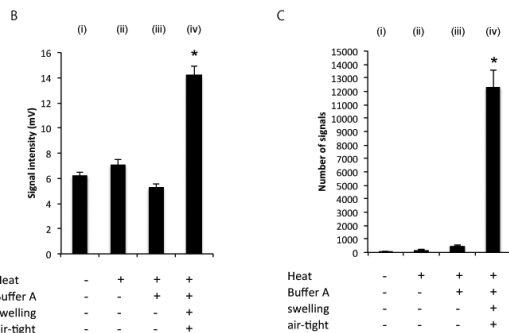 B
(i) (ii) (iii) (iv)
16
14
12
10
8
6
4
2
0
Signal intensity (mV)
*
Heat - + + +
Buffer A - - + +
swelling - - - +
air-tight - - - +
C
(i) (ii) (iii) (iv)
15000
14000
13000
12000
11000
10000
9000
8000
7000
6000
5000
4000
3000
2000
1000
0
Number of signals
*
Heat - + + +
Buffer A - - + +
swelling - - - +
air-tight - - - +